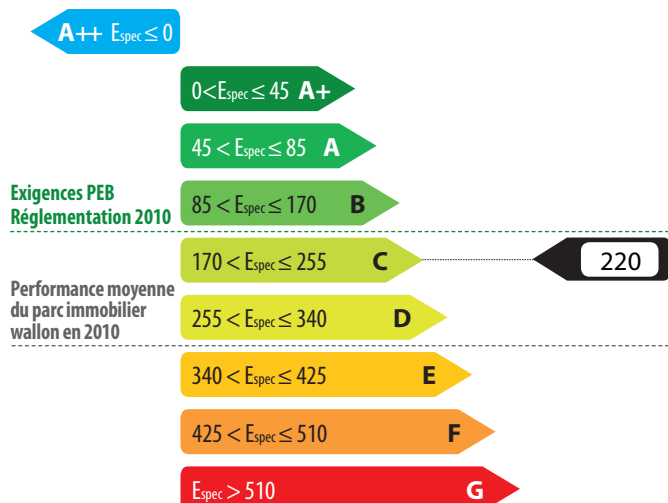 A++ Espec ≤ 0
0<Espec ≤ 45 A+
45 < Espec ≤ 85 A
Exigences PEB
Réglementation 2010
85 < Espec ≤ 170 B
170 < Espec ≤ 255 C
220
Performance moyenne
du parc immobilier
wallon en 2010
255 < Espec ≤ 340 D
340 < Espec ≤ 425 E
425 < Espec ≤ 510 F
Espec > 510 G